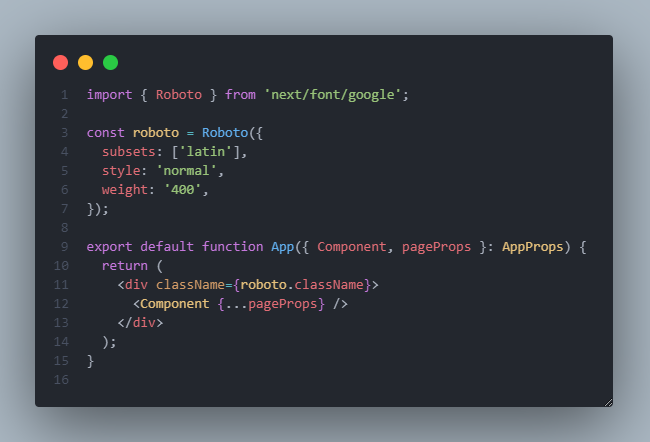 1 import { Roboto } from 'next/font/google';
2
3 const roboto = Roboto({
4   subsets: ['latin'],
5   style: 'normal',
6   weight: '400',
7 });
8
9 export default function App({ Component, pageProps }: AppProps) {
10   return (
11     <div className={roboto.className}>
12       <Component {...pageProps} />
13     </div>
14   );
15 }
16